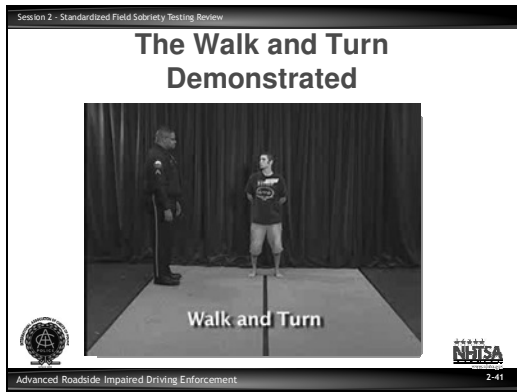 Session 2 - Standardized Field Sobriety Testing Review
The Walk and Turn
Demonstrated
Walk and Turn
NHTSA
Advanced Roadside Impaired Driving Enforcement
2-41